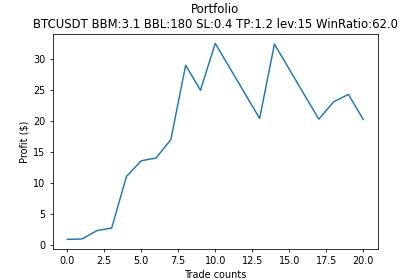 Portfolio
BTCUSDT BBM:3.1 BBL:180 SL:0.4 TP:1.2 lev:15 WinRatio:62.0
Profit ($)
30
25
20
15
10
5
0
0.0 2.5 5.0 7.5 10.0 12.5 15.0 17.5 20.0
Trade counts